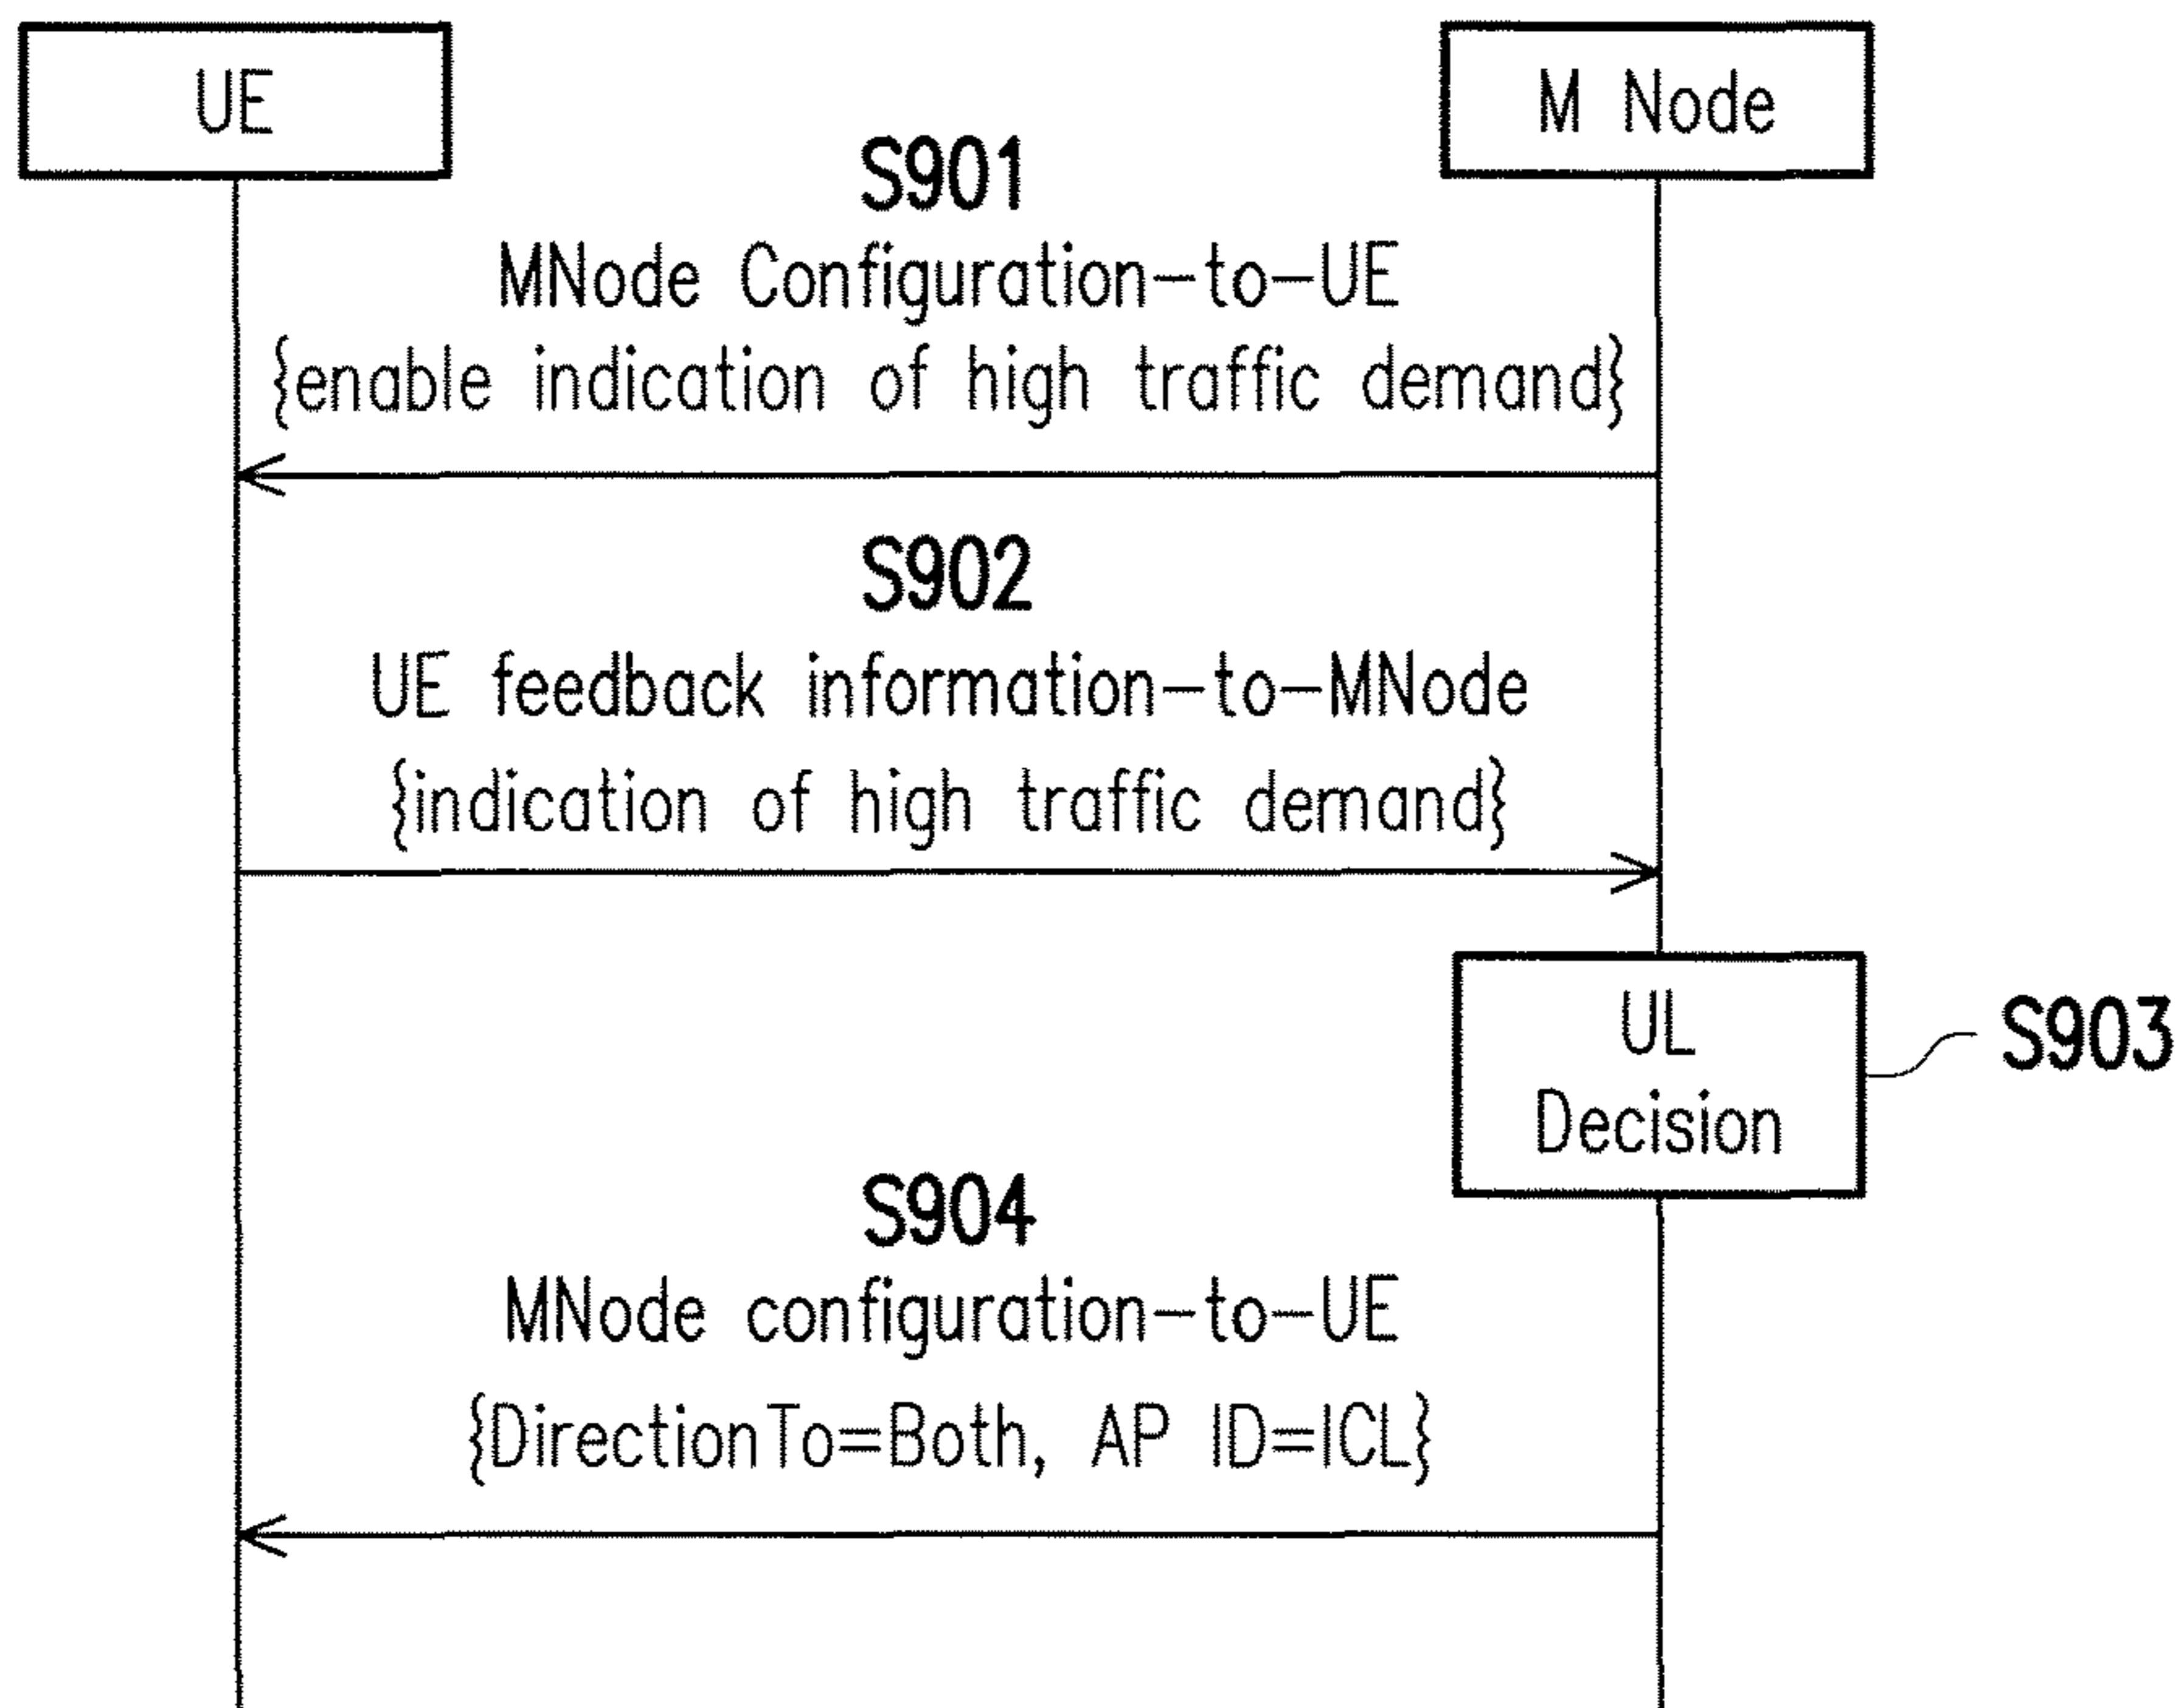 UE
M Node
S901
MNode Configuration-to-UE
{enable indication of high traffic demand}
S902
UE feedback information-to-MNode
{indication of high traffic demand}
UL
Decision
S903
S904
MNode configuration-to-UE
{DirectionTo=Both, AP ID=ICL}